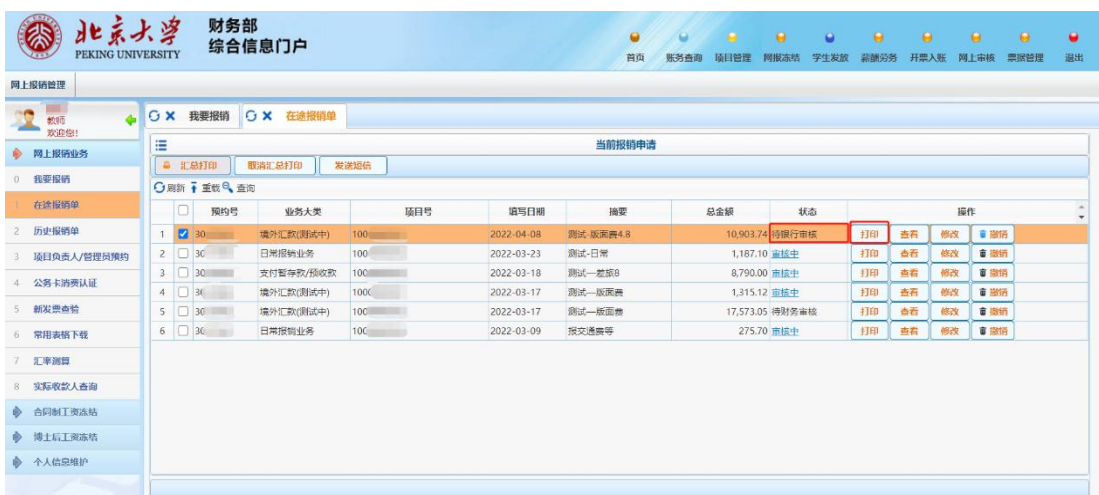 北京大学 财务部
PEKING UNIVERSITY 综合信息门户
首页 账务查询 项目管理 网报冻结 学生发放 薪酬劳务 开票入账 网上审核 票据管理 退出
网上报销管理
教师
欢迎您!
我要报销 在途报销单
当前报销申请
汇总打印 取消汇总打印 发送短信
刷新 重载 查询
网上报销业务
0 我要报销
1 在途报销单
2 历史报销单
3 项目负责人/管理员预约
4 公务卡消费认证
5 新发票查验
6 常用表格下载
7 汇率测算
8 实际收款人查询
合同制工资冻结
博士后工资冻结
个人信息维护
预约号 业务大类 项目号 填写日期 摘要 总金额 状态 操作
1 30 境外汇款(测试中) 100 2022-04-08 测试-版面费4.8 10,903.74 待银行审核 打印 查看 修改 撤销
2 30 日常报销业务 100 2022-03-23 测试-日常 1,187.10 审核中 打印 查看 修改 撤销
3 30 支付暂存款/预收款 100 2022-03-18 测试—差旅8 8,790.00 审核中 打印 查看 修改 撤销
4 30 境外汇款(测试中) 100 2022-03-17 测试—版面费 1,315.12 审核中 打印 查看 修改 撤销
5 30 境外汇款(测试中) 100 2022-03-17 测试—版面费 17,573.05 待财务审核 打印 查看 修改 撤销
6 30 日常报销业务 100 2022-03-09 报交通费等 275.70 审核中 打印 查看 修改 撤销